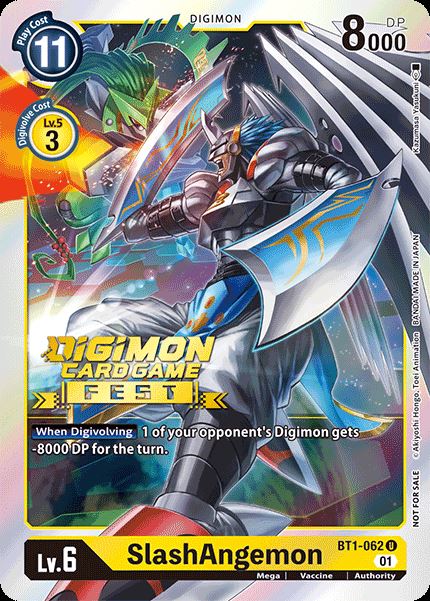 Play Cost
11
DIGIMON
D.P.
8000
Digivolve Cost
Lv.5
3
Kazumasa Yasukuni
DIGIMON
CARD GAME
FEST
When Digivolving 1 of your opponent's Digimon gets
-8000 DP for the turn.
© Akiyoshi Hongo, Toei Animation BANDAI MADE IN JAPAN
NOT FOR SALE
BT1-062 U
Lv.6
SlashAngemon
01
Mega | Vaccine | Authority